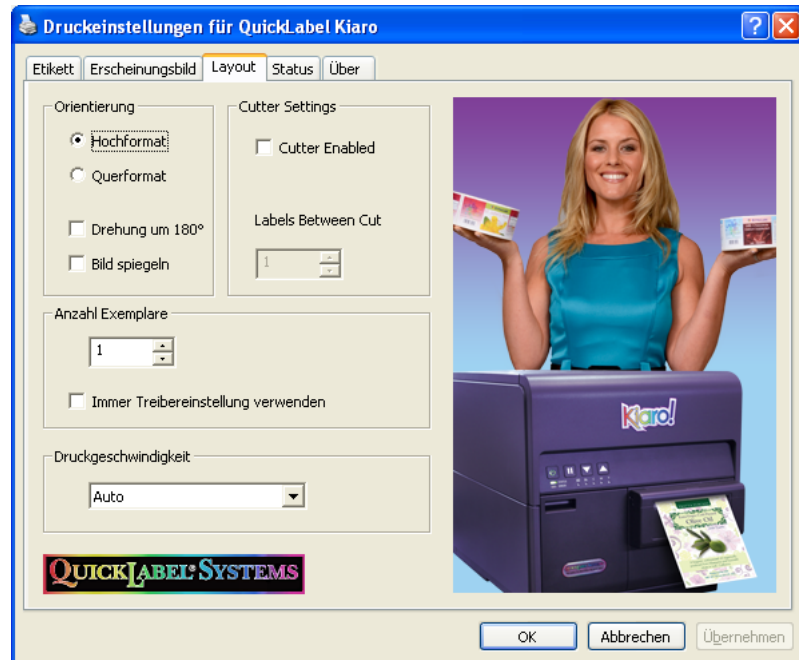 Druckeinstellungen für QuickLabel Kiaro
Etikett Erscheinungsbild Layout Status Über
Orientierung
Hochformat
Querformat
Drehung um 180°
Bild spiegeln
Cutter Settings
Cutter Enabled
Labels Between Cut
1
Anzahl Exemplare
1
Immer Treibereinstellung verwenden
Druckgeschwindigkeit
Auto
QUICKLABEL® SYSTEMS
Kiaro!
Olive Oil
OK Abbrechen Übernehmen